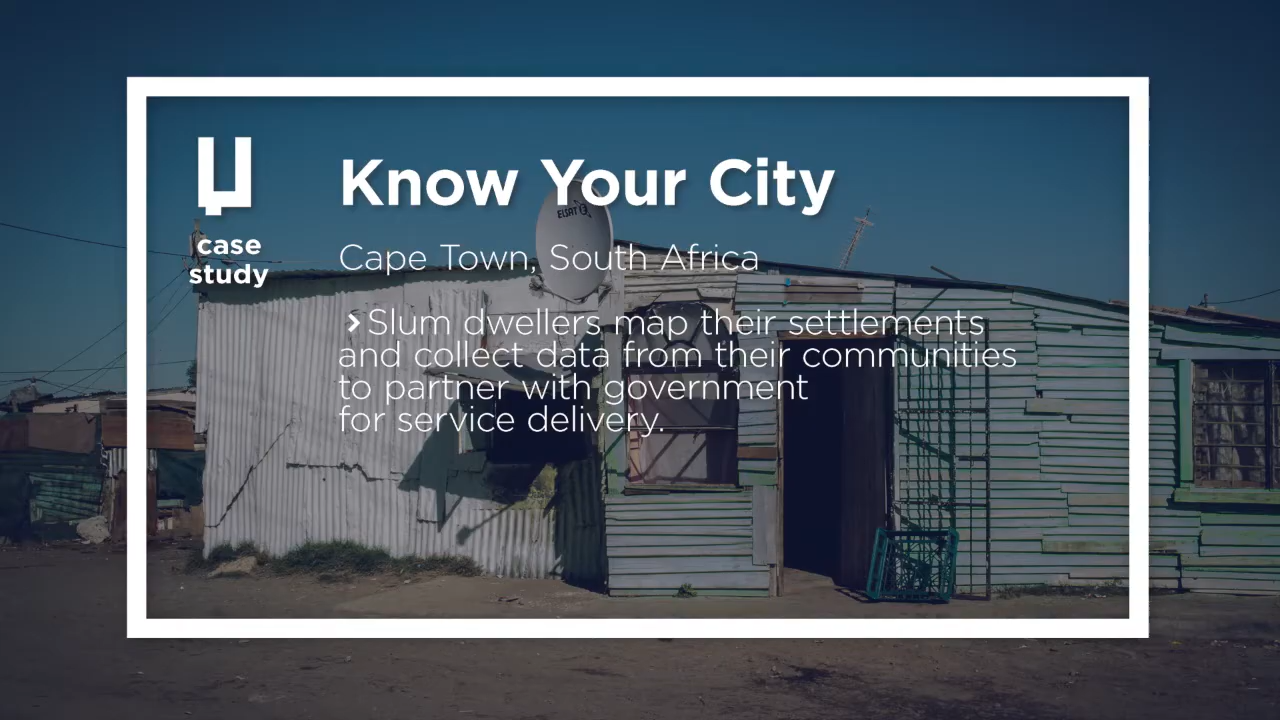 case
study
Know Your City
Cape Town, South Africa
Slum dwellers map their settlements
and collect data from their communities
to partner with government
for service delivery.
ELSAT